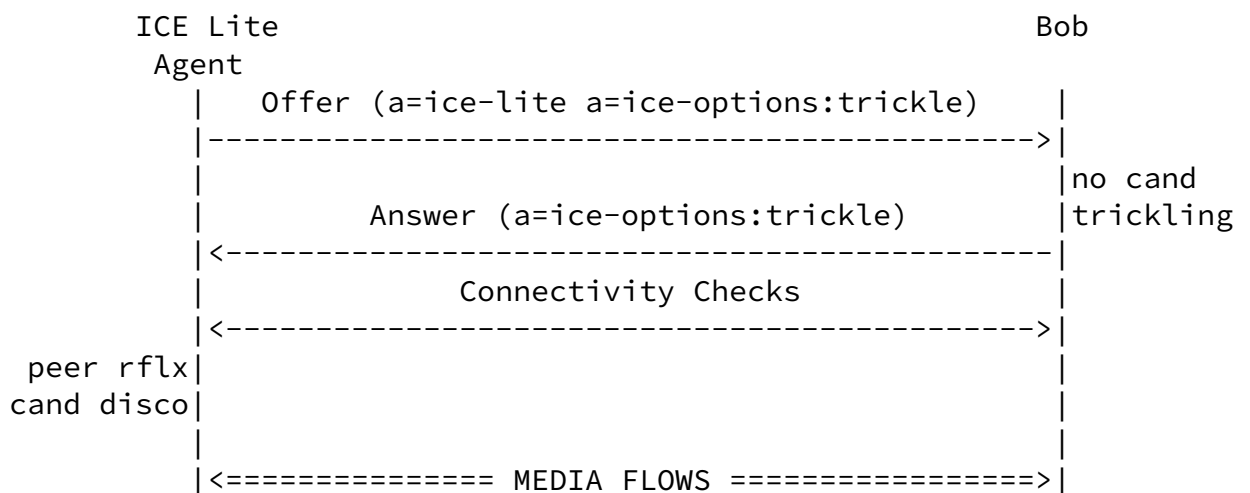 ICE Lite Bob
Agent
Offer (a=ice-lite a=ice-options:trickle)
no cand
Answer (a=ice-options:trickle) trickling
Connectivity Checks
peer rflx
cand disco
MEDIA FLOWS